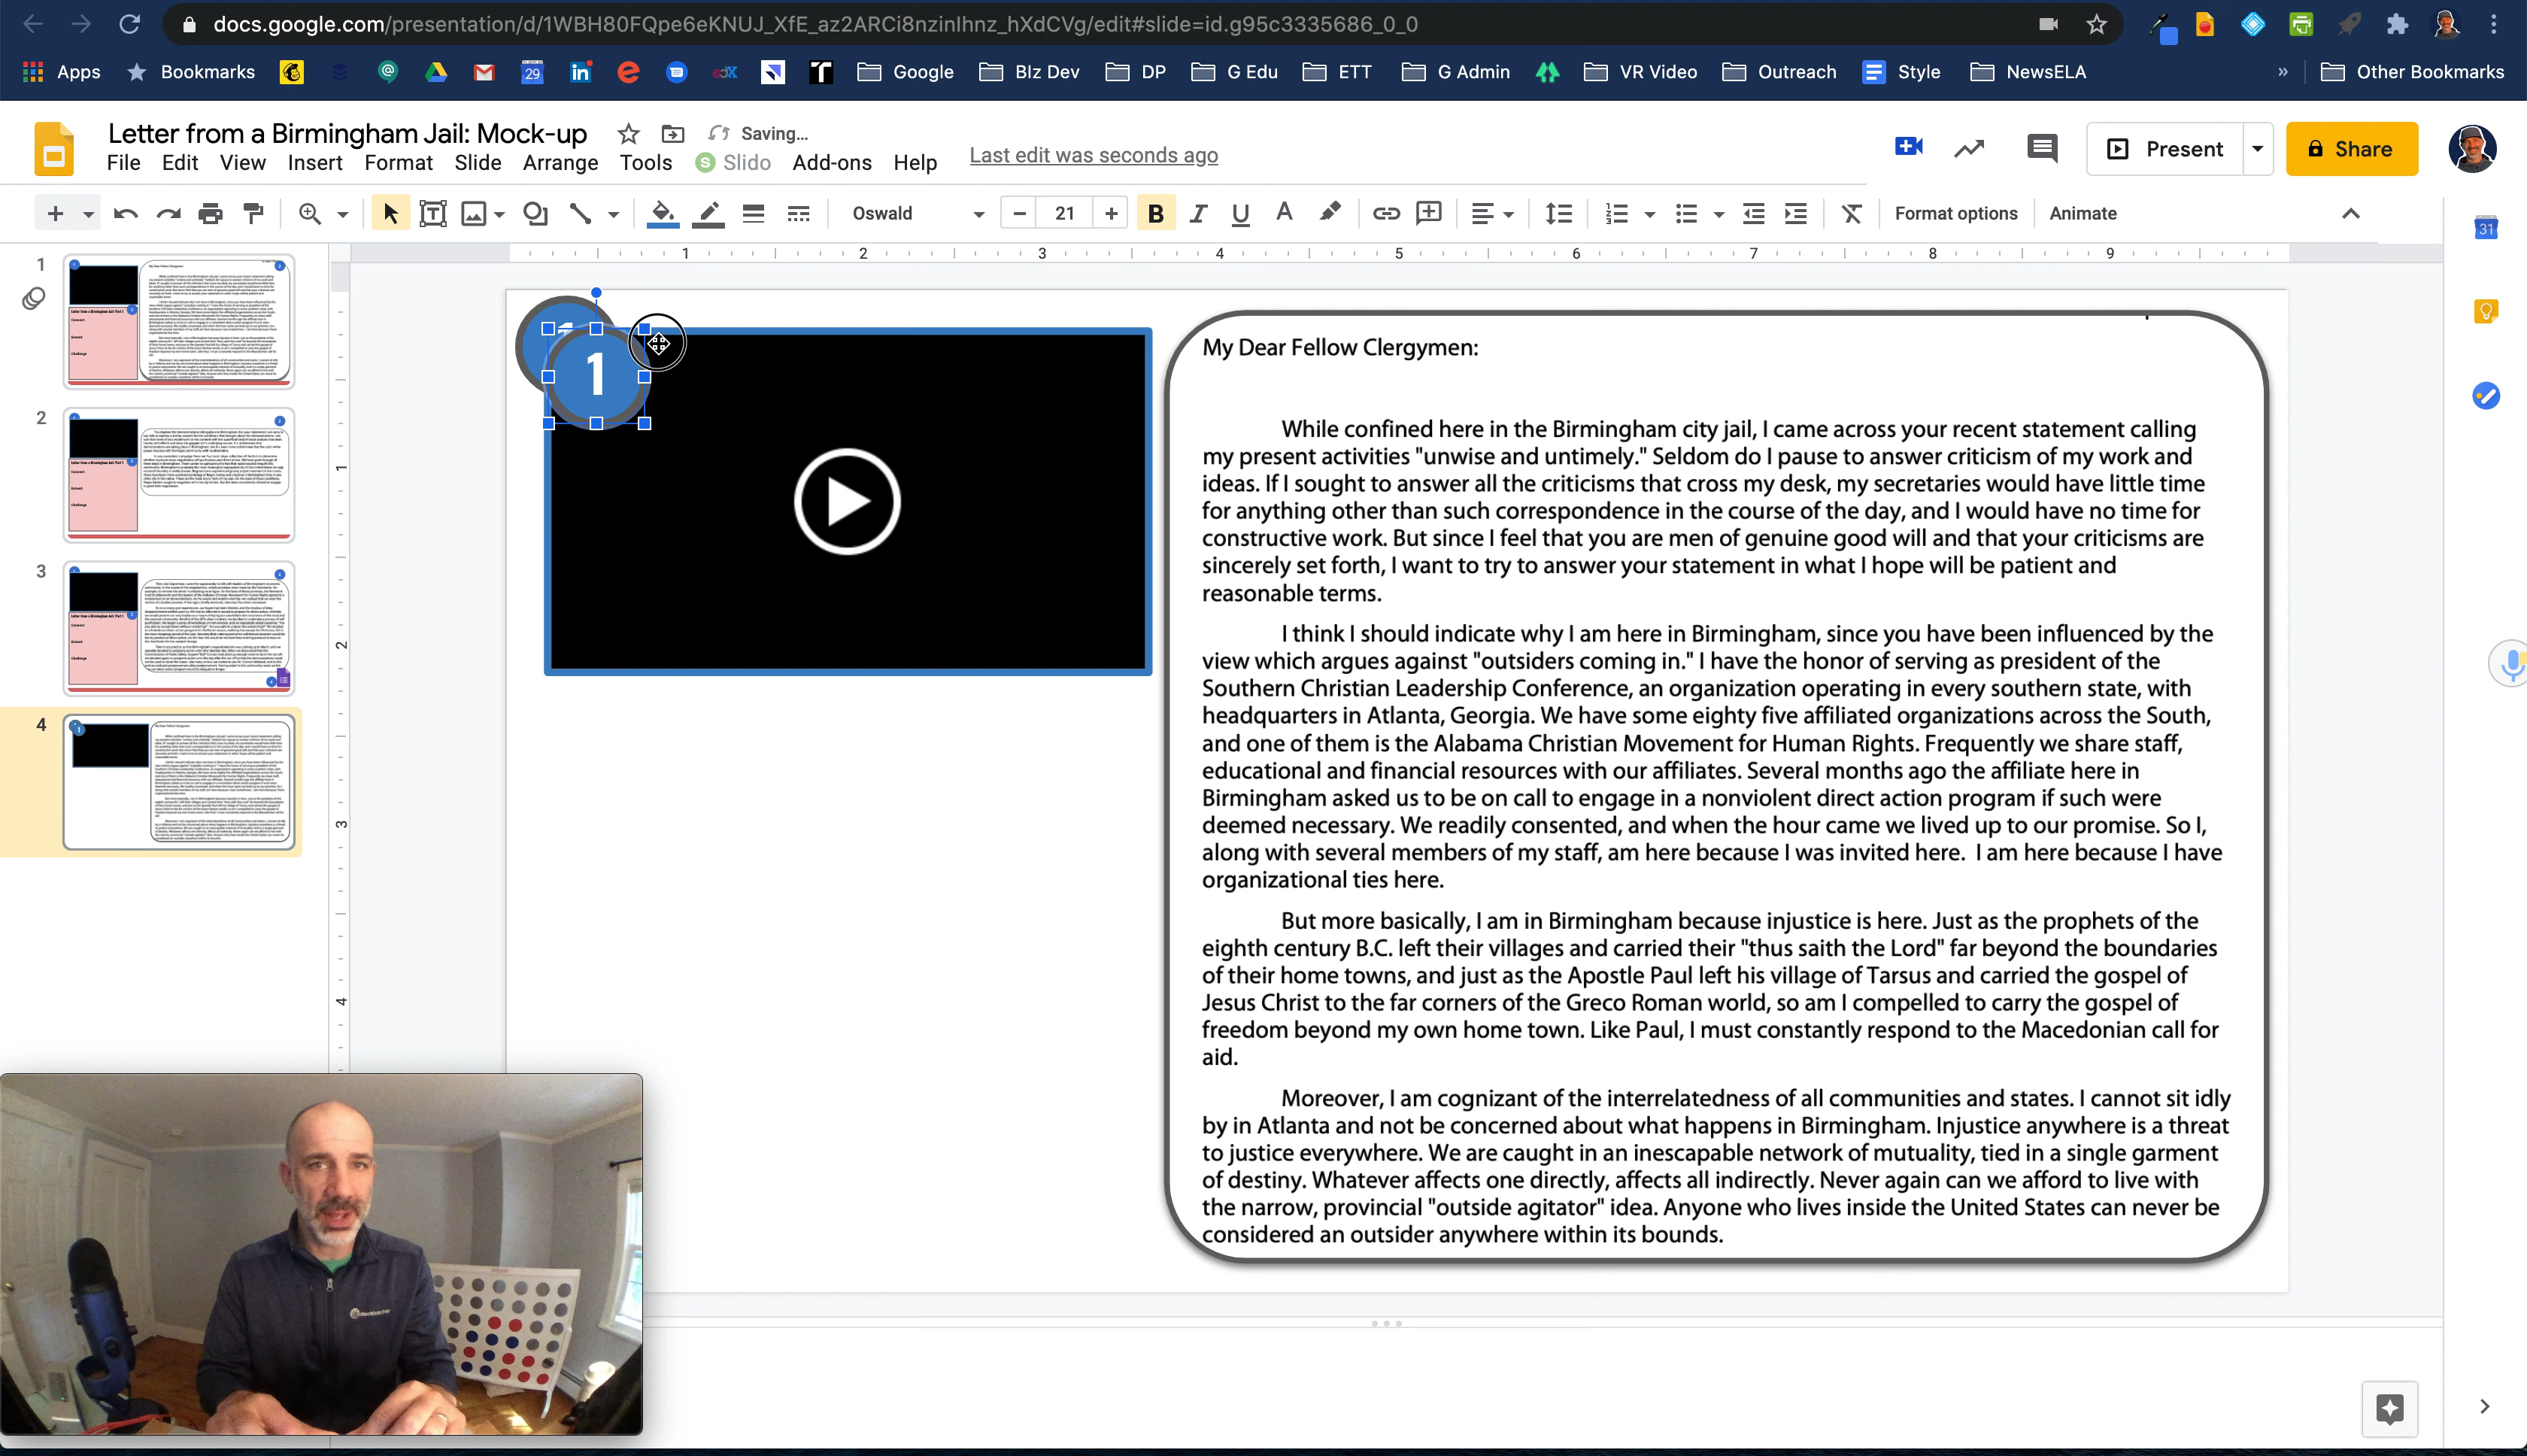 docs.google.com/presentation/d/1WBH80FQpe6eKNUJ_XfE_az2ARCi8nzinlhnz_hXdCVg/edit#slide=id.g95c3335686_0_0
Apps Bookmarks 29 Google BIz Dev DP G Edu ETT G Admin VR Video Outreach Style NewsELA » Other Bookmarks
Letter from a Birmingham Jail: Mock-up Saving…
File Edit View Insert Format Slide Arrange Tools S Slido Add-ons Help Last edit was seconds ago
Present Share
Oswald 21 B I U A Format options Animate
31
1 2 3 4 5 6 7 8 9
1
2
3
4
1
2
3
4
1
My Dear Fellow Clergymen:
While confined here in the Birmingham city jail, I came across your recent statement calling
my present activities "unwise and untimely." Seldom do I pause to answer criticism of my work and
ideas. If I sought to answer all the criticisms that cross my desk, my secretaries would have little time
for anything other than such correspondence in the course of the day, and I would have no time for
constructive work. But since I feel that you are men of genuine good will and that your criticisms are
sincerely set forth, I want to try to answer your statement in what I hope will be patient and
reasonable terms.
I think I should indicate why I am here in Birmingham, since you have been influenced by the
view which argues against "outsiders coming in." I have the honor of serving as president of the
Southern Christian Leadership Conference, an organization operating in every southern state, with
headquarters in Atlanta, Georgia. We have some eighty five affiliated organizations across the South,
and one of them is the Alabama Christian Movement for Human Rights. Frequently we share staff,
educational and financial resources with our affiliates. Several months ago the affiliate here in
Birmingham asked us to be on call to engage in a nonviolent direct action program if such were
deemed necessary. We readily consented, and when the hour came we lived up to our promise. So I,
along with several members of my staff, am here because I was invited here. I am here because I have
organizational ties here.
But more basically, I am in Birmingham because injustice is here. Just as the prophets of the
eighth century B.C. left their villages and carried their "thus saith the Lord" far beyond the boundaries
of their home towns, and just as the Apostle Paul left his village of Tarsus and carried the gospel of
Jesus Christ to the far corners of the Greco Roman world, so am I compelled to carry the gospel of
freedom beyond my own home town. Like Paul, I must constantly respond to the Macedonian call for
aid.
Moreover, I am cognizant of the interrelatedness of all communities and states. I cannot sit idly
by in Atlanta and not be concerned about what happens in Birmingham. Injustice anywhere is a threat
to justice everywhere. We are caught in an inescapable network of mutuality, tied in a single garment
of destiny. Whatever affects one directly, affects all indirectly. Never again can we afford to live with
the narrow, provincial "outside agitator" idea. Anyone who lives inside the United States can never be
considered an outsider anywhere within its bounds.